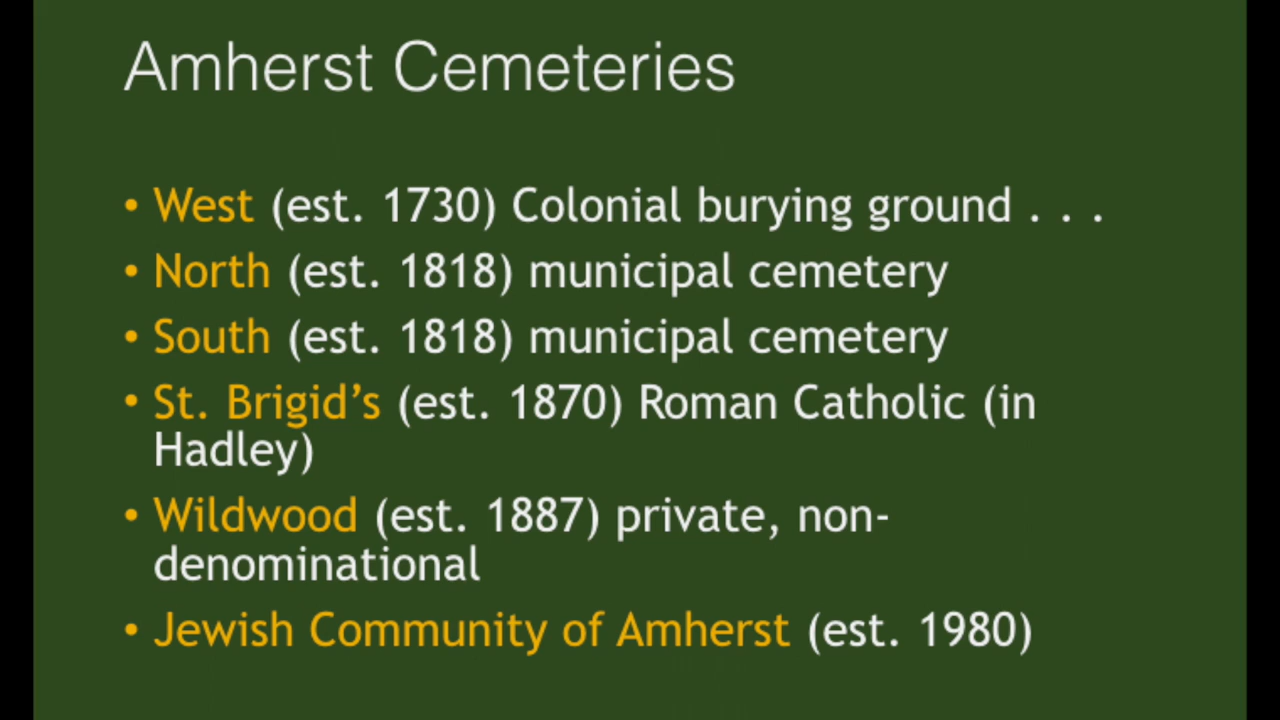 Amherst Cemeteries
• West (est. 1730) Colonial burying ground . . .
• North (est. 1818) municipal cemetery
• South (est. 1818) municipal cemetery
• St. Brigid’s (est. 1870) Roman Catholic (in
Hadley)
• Wildwood (est. 1887) private, non-
denominational
• Jewish Community of Amherst (est. 1980)